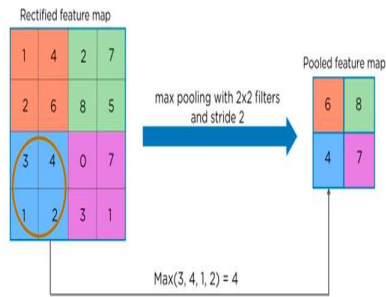 Rectified feature map
1 4 2 7
2 6 8 5
3 4 0 7
1 2 3 1
max pooling with 2x2 filters
and stride 2
Pooled feature map
6 8
4 7
Max(3, 4, 1, 2) = 4